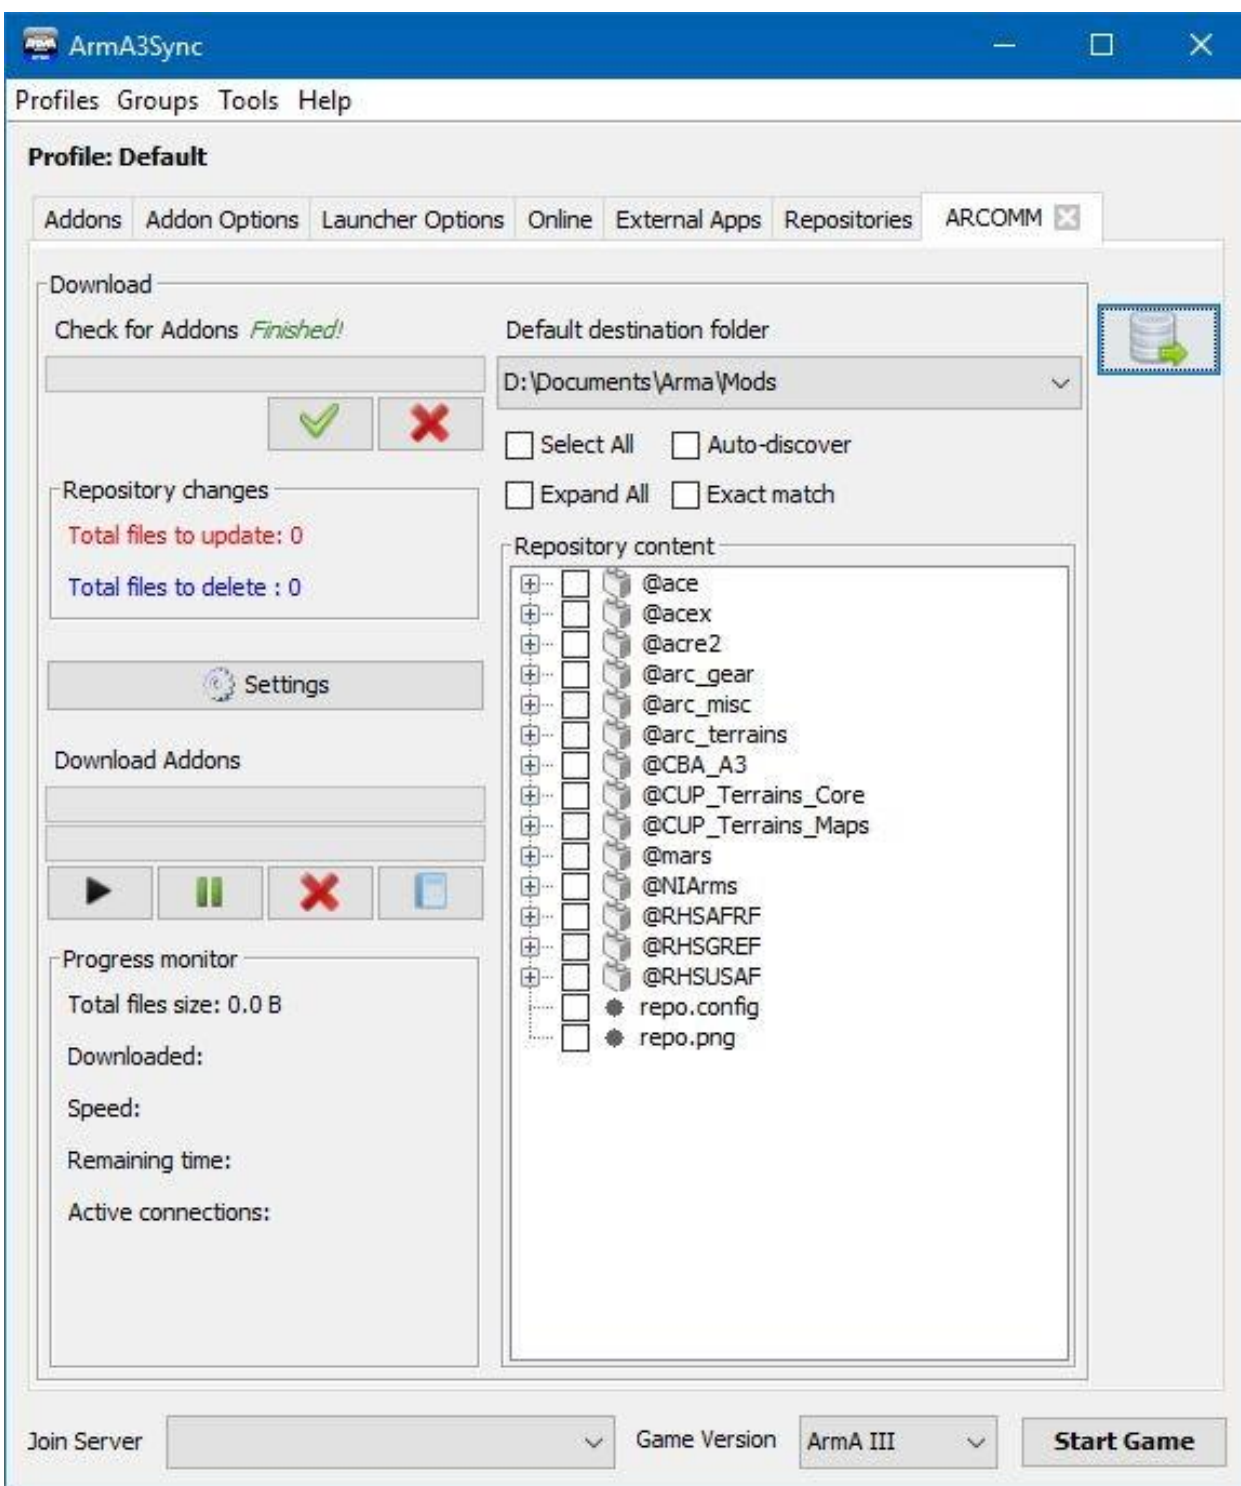 ArmA3Sync
Profiles Groups Tools Help
Profile: Default
Addons Addon Options Launcher Options Online External Apps Repositories ARCOMM
Download
Check for Addons Finished!
Default destination folder
D:\Documents\Arma\Mods
Select All Auto-discover
Expand All Exact match
Repository changes
Total files to update: 0
Total files to delete : 0
Settings
Download Addons
Progress monitor
Total files size: 0.0 B
Downloaded:
Speed:
Remaining time:
Active connections:
Repository content
@ace
@acex
@acre2
@arc_gear
@arc_misc
@arc_terrains
@CBA_A3
@CUP_Terrains_Core
@CUP_Terrains_Maps
@mars
@NIArms
@RHSAFRF
@RHSGREF
@RHSUSAF
repo.config
repo.png
Join Server Game Version ArmA III Start Game